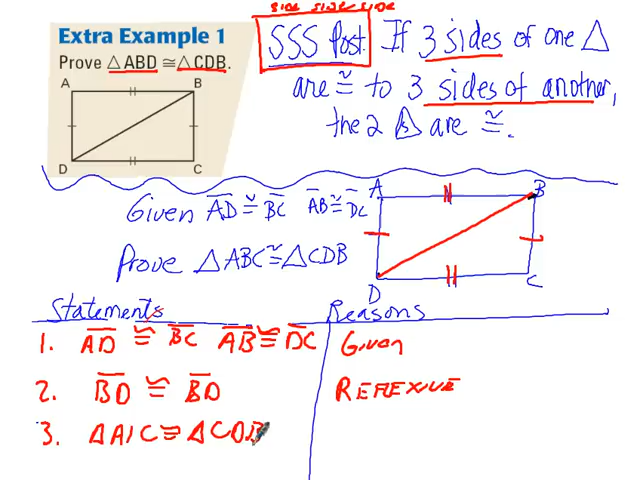 SIDE SIDE SIDE
Extra Example 1
Prove △ABD ≅ △CDB.
A B
D C
SSS Post. If 3 sides of one △
are ≅ to 3 sides of another,
the 2 △s are ≅.
Given AD ≅ BC AB ≅ DC
Prove △ABC ≅ △CDB
A B
D C
Statements Reasons
1. AD ≅ BC AB ≅ DC Given
2. BD ≅ BD REFLEXIVE
3. △A1C ≅ △CDB